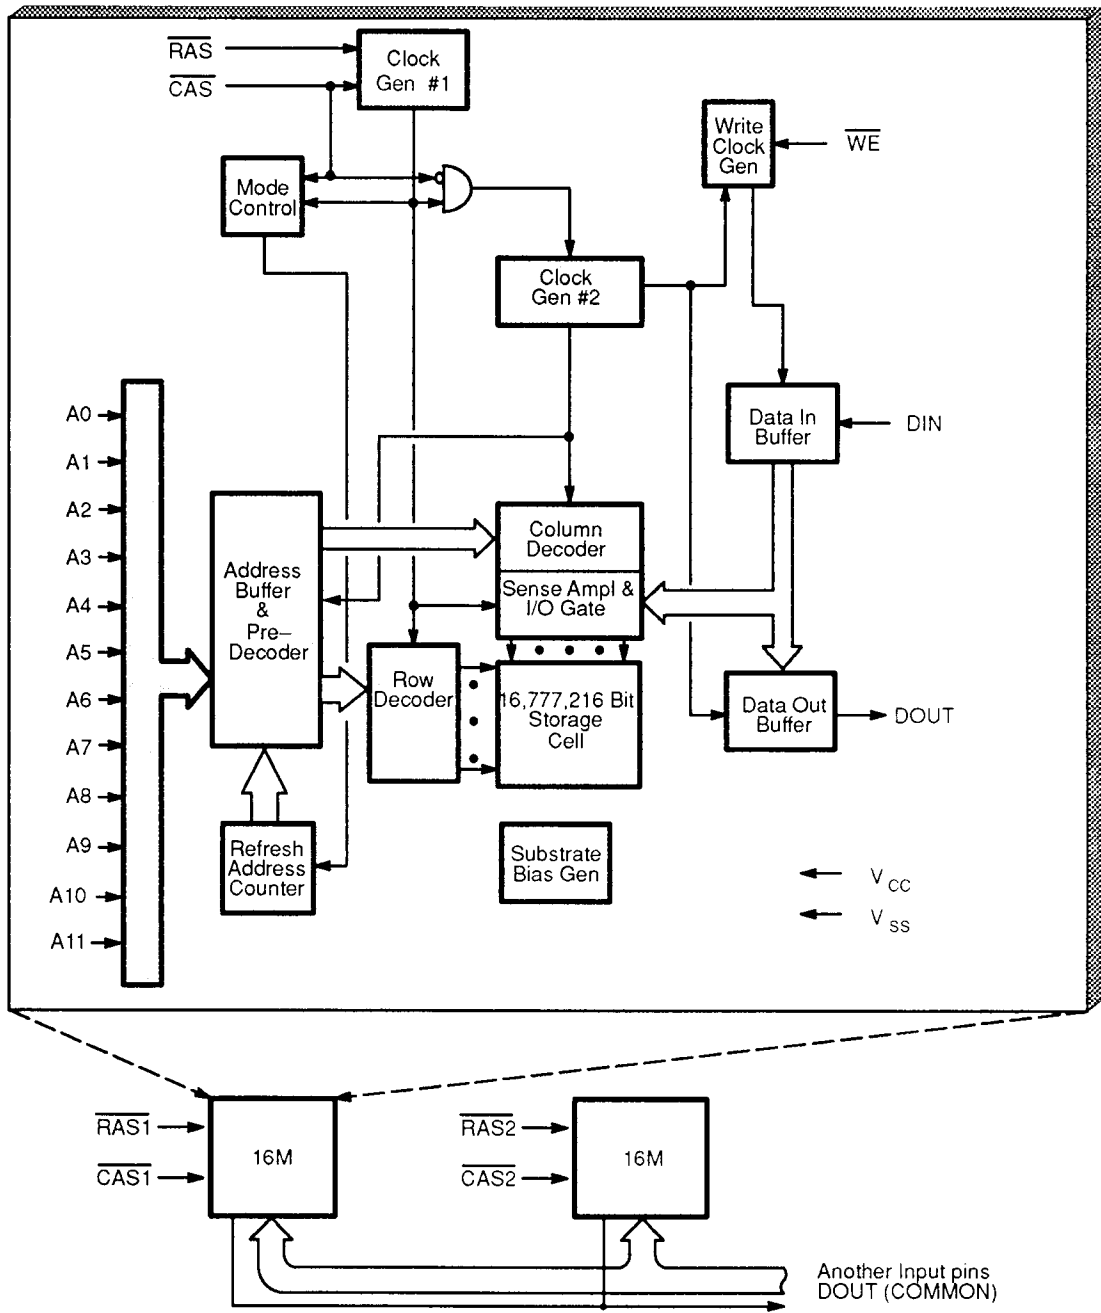 RAS
CAS
Clock
Gen #1
Write
Clock
Gen
WE
Mode
Control
Clock
Gen #2
A0
A1
A2
A3
A4
A5
A6
A7
A8
A9
A10
A11
Data In
Buffer
DIN
Address
Buffer
&
Pre–
Decoder
Column
Decoder
Sense Ampl &
I/O Gate
Row
Decoder
16,777,216 Bit
Storage
Cell
Data Out
Buffer
DOUT
Refresh
Address
Counter
Substrate
Bias Gen
VCC
VSS
RAS1
CAS1
16M
RAS2
CAS2
16M
Another Input pins
DOUT (COMMON)